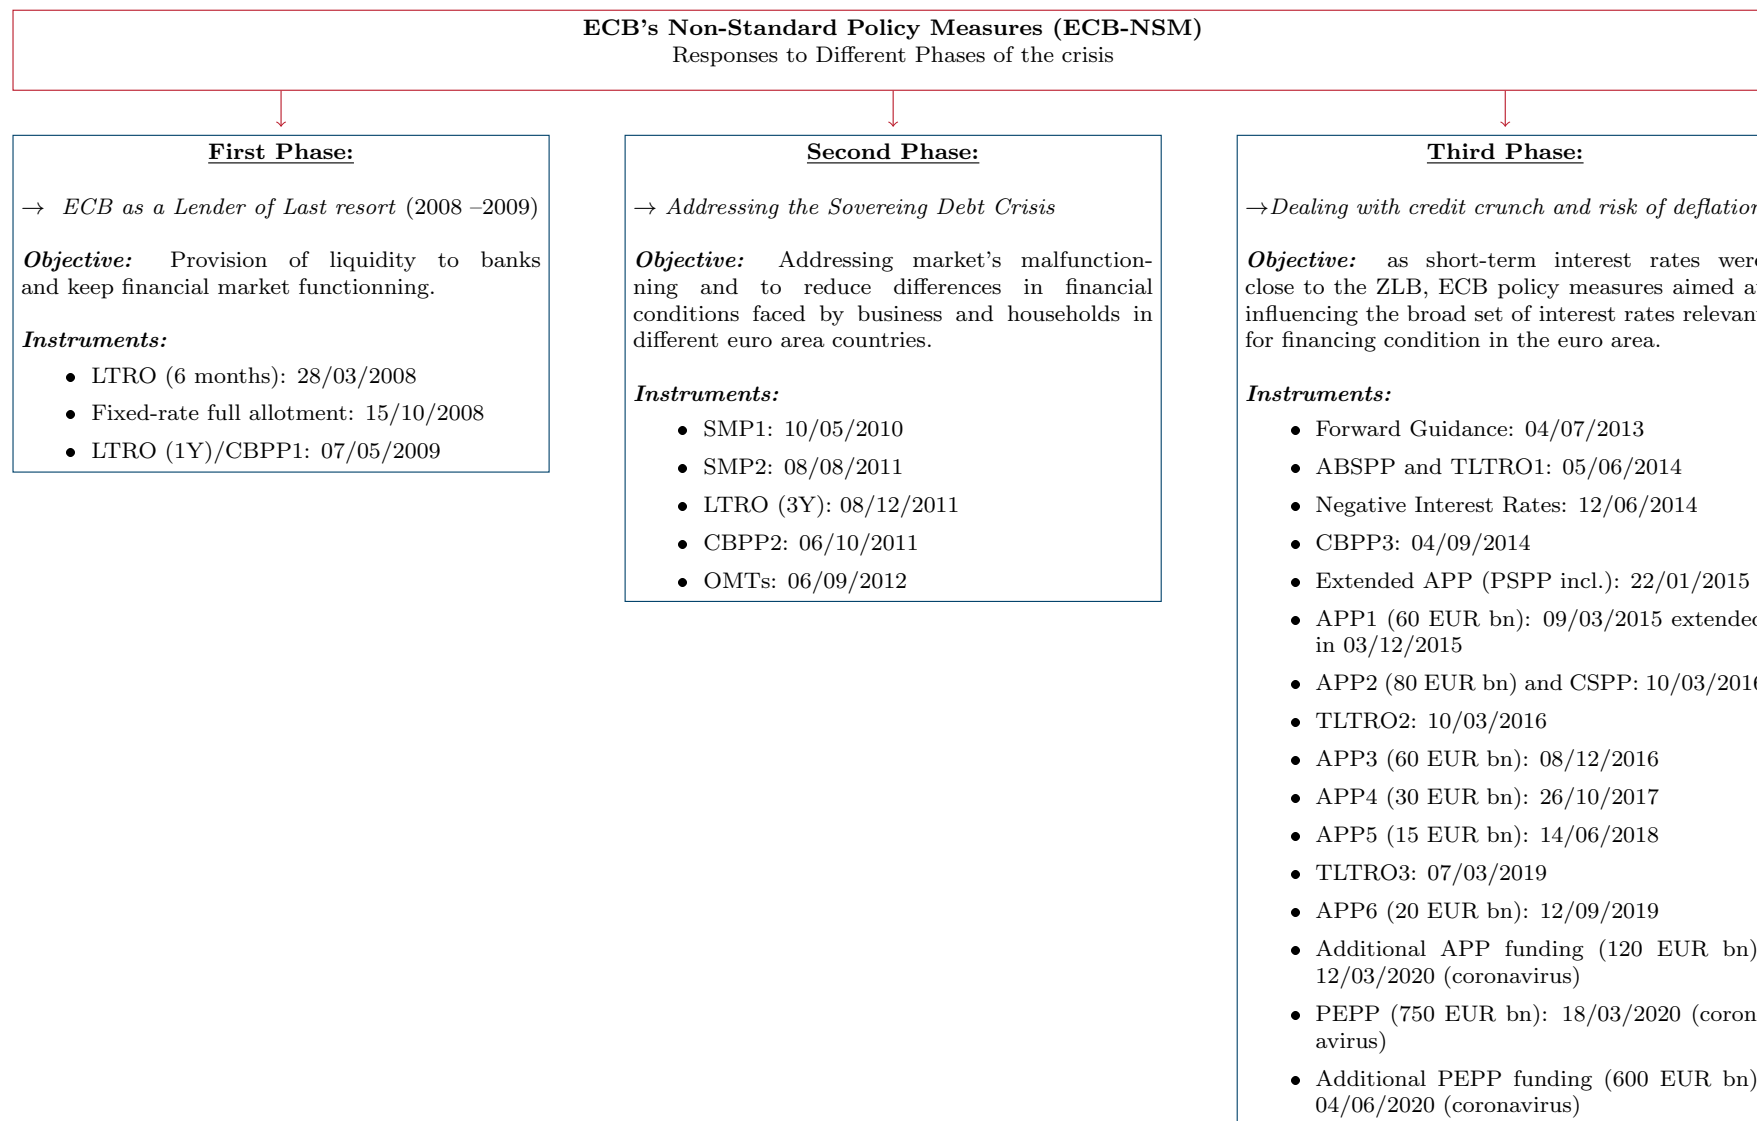 ECB's Non-Standard Policy Measures (ECB-NSM)
Responses to Different Phases of the crisis
First Phase:
→ ECB as a Lender of Last resort (2008 –2009)
Objective: Provision of liquidity to banks
and keep financial market functionning.
Instruments:
• LTRO (6 months): 28/03/2008
• Fixed-rate full allotment: 15/10/2008
• LTRO (1Y)/CBPP1: 07/05/2009
Second Phase:
→ Addressing the Sovereing Debt Crisis
Objective: Addressing market's malfunction-
ning and to reduce differences in financial
conditions faced by business and households in
different euro area countries.
Instruments:
• SMP1: 10/05/2010
• SMP2: 08/08/2011
• LTRO (3Y): 08/12/2011
• CBPP2: 06/10/2011
• OMTs: 06/09/2012
Third Phase:
→Dealing with credit crunch and risk of deflation
Objective: as short-term interest rates were
close to the ZLB, ECB policy measures aimed at
influencing the broad set of interest rates relevant
for financing condition in the euro area.
Instruments:
• Forward Guidance: 04/07/2013
• ABSPP and TLTRO1: 05/06/2014
• Negative Interest Rates: 12/06/2014
• CBPP3: 04/09/2014
• Extended APP (PSPP incl.): 22/01/2015
• APP1 (60 EUR bn): 09/03/2015 extended
in 03/12/2015
• APP2 (80 EUR bn) and CSPP: 10/03/2016
• TLTRO2: 10/03/2016
• APP3 (60 EUR bn): 08/12/2016
• APP4 (30 EUR bn): 26/10/2017
• APP5 (15 EUR bn): 14/06/2018
• TLTRO3: 07/03/2019
• APP6 (20 EUR bn): 12/09/2019
• Additional APP funding (120 EUR bn)
12/03/2020 (coronavirus)
• PEPP (750 EUR bn): 18/03/2020 (coron
avirus)
• Additional PEPP funding (600 EUR bn)
04/06/2020 (coronavirus)